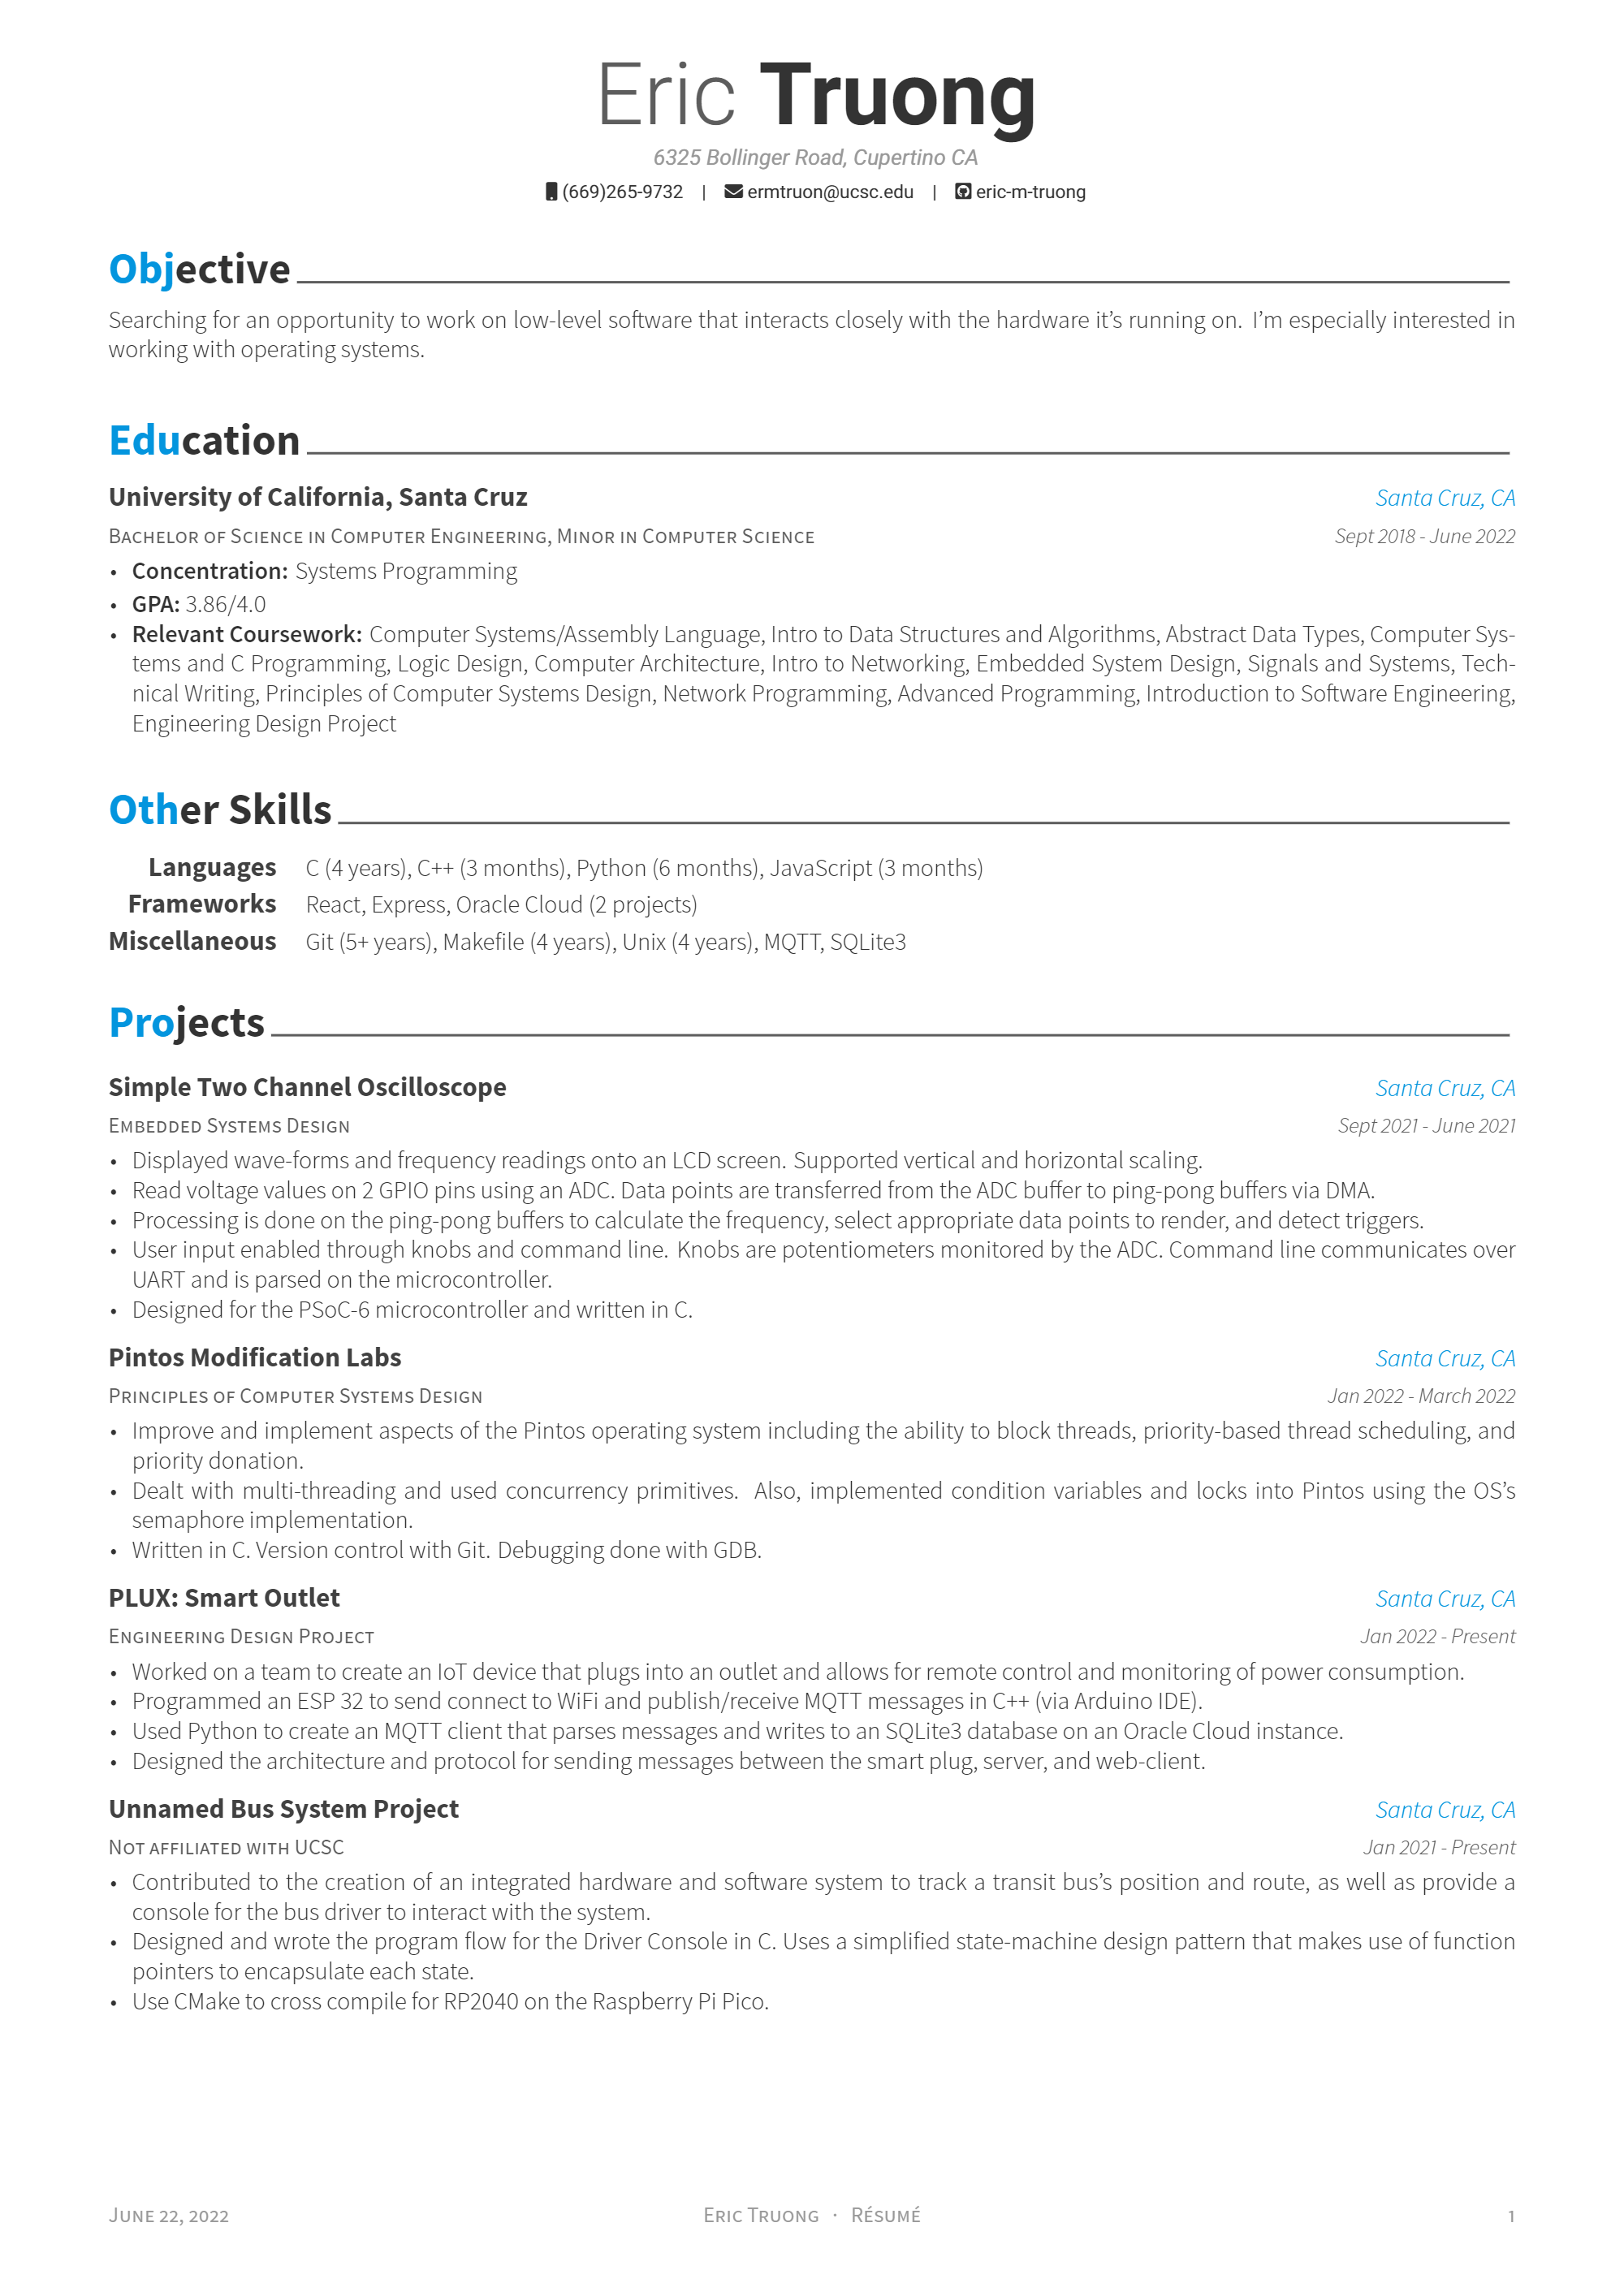 Eric Truong
6325 Bollinger Road, Cupertino CA
(669)265-9732 | ermtruon@ucsc.edu | eric-m-truong
Objective
Searching for an opportunity to work on low-level software that interacts closely with the hardware it's running on. I'm especially interested in
working with operating systems.
Education
University of California, Santa Cruz Santa Cruz, CA
Bachelor of Science in Computer Engineering, Minor in Computer Science Sept 2018 - June 2022
• Concentration: Systems Programming
• GPA: 3.86/4.0
• Relevant Coursework: Computer Systems/Assembly Language, Intro to Data Structures and Algorithms, Abstract Data Types, Computer Sys-
tems and C Programming, Logic Design, Computer Architecture, Intro to Networking, Embedded System Design, Signals and Systems, Tech-
nical Writing, Principles of Computer Systems Design, Network Programming, Advanced Programming, Introduction to Software Engineering,
Engineering Design Project
Other Skills
Languages C (4 years), C++ (3 months), Python (6 months), JavaScript (3 months)
Frameworks React, Express, Oracle Cloud (2 projects)
Miscellaneous Git (5+ years), Makefile (4 years), Unix (4 years), MQTT, SQLite3
Projects
Simple Two Channel Oscilloscope Santa Cruz, CA
Embedded Systems Design Sept 2021 - June 2021
• Displayed wave-forms and frequency readings onto an LCD screen. Supported vertical and horizontal scaling.
• Read voltage values on 2 GPIO pins using an ADC. Data points are transferred from the ADC buffer to ping-pong buffers via DMA.
• Processing is done on the ping-pong buffers to calculate the frequency, select appropriate data points to render, and detect triggers.
• User input enabled through knobs and command line. Knobs are potentiometers monitored by the ADC. Command line communicates over
UART and is parsed on the microcontroller.
• Designed for the PSoC-6 microcontroller and written in C.
Pintos Modification Labs Santa Cruz, CA
Principles of Computer Systems Design Jan 2022 - March 2022
• Improve and implement aspects of the Pintos operating system including the ability to block threads, priority-based thread scheduling, and
priority donation.
• Dealt with multi-threading and used concurrency primitives. Also, implemented condition variables and locks into Pintos using the OS's
semaphore implementation.
• Written in C. Version control with Git. Debugging done with GDB.
PLUX: Smart Outlet Santa Cruz, CA
Engineering Design Project Jan 2022 - Present
• Worked on a team to create an IoT device that plugs into an outlet and allows for remote control and monitoring of power consumption.
• Programmed an ESP 32 to send connect to WiFi and publish/receive MQTT messages in C++ (via Arduino IDE).
• Used Python to create an MQTT client that parses messages and writes to an SQLite3 database on an Oracle Cloud instance.
• Designed the architecture and protocol for sending messages between the smart plug, server, and web-client.
Unnamed Bus System Project Santa Cruz, CA
Not affiliated with UCSC Jan 2021 - Present
• Contributed to the creation of an integrated hardware and software system to track a transit bus's position and route, as well as provide a
console for the bus driver to interact with the system.
• Designed and wrote the program flow for the Driver Console in C. Uses a simplified state-machine design pattern that makes use of function
pointers to encapsulate each state.
• Use CMake to cross compile for RP2040 on the Raspberry Pi Pico.
June 22, 2022 Eric Truong · Résumé 1